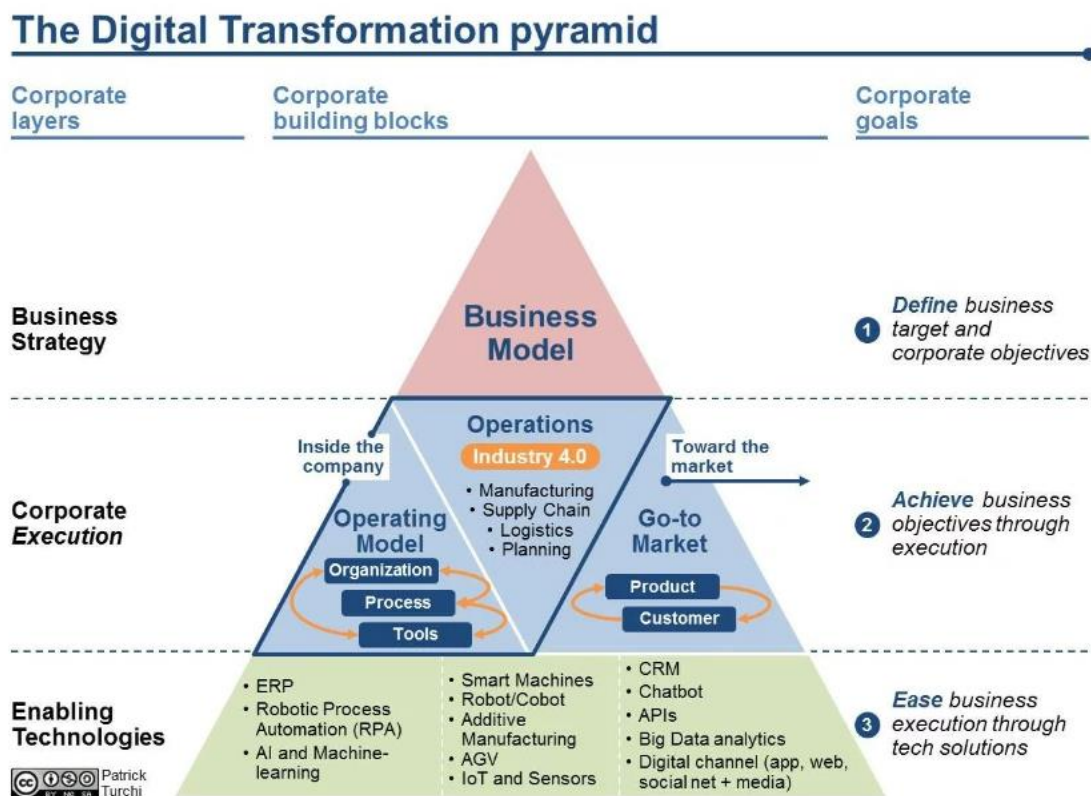 The Digital Transformation pyramid
Corporate
layers
Corporate
building blocks
Corporate
goals
Business
Strategy
Business
Model
1
Define business
target and
corporate objectives
Corporate
Execution
Inside the
company
Operating
Model
Organization
Process
Tools
Operations
Industry 4.0
• Manufacturing
• Supply Chain
• Logistics
• Planning
Toward the
market
Go-to
Market
Product
Customer
2
Achieve business
objectives through
execution
Enabling
Technologies
• ERP
• Robotic Process
Automation (RPA)
• AI and Machine-
learning
• Smart Machines
• Robot/Cobot
• Additive
Manufacturing
• AGV
• IoT and Sensors
• CRM
• Chatbot
• APIs
• Big Data analytics
• Digital channel (app, web,
social net + media)
3
Ease business
execution through
tech solutions
cc
BY NC SA
Patrick
Turchi